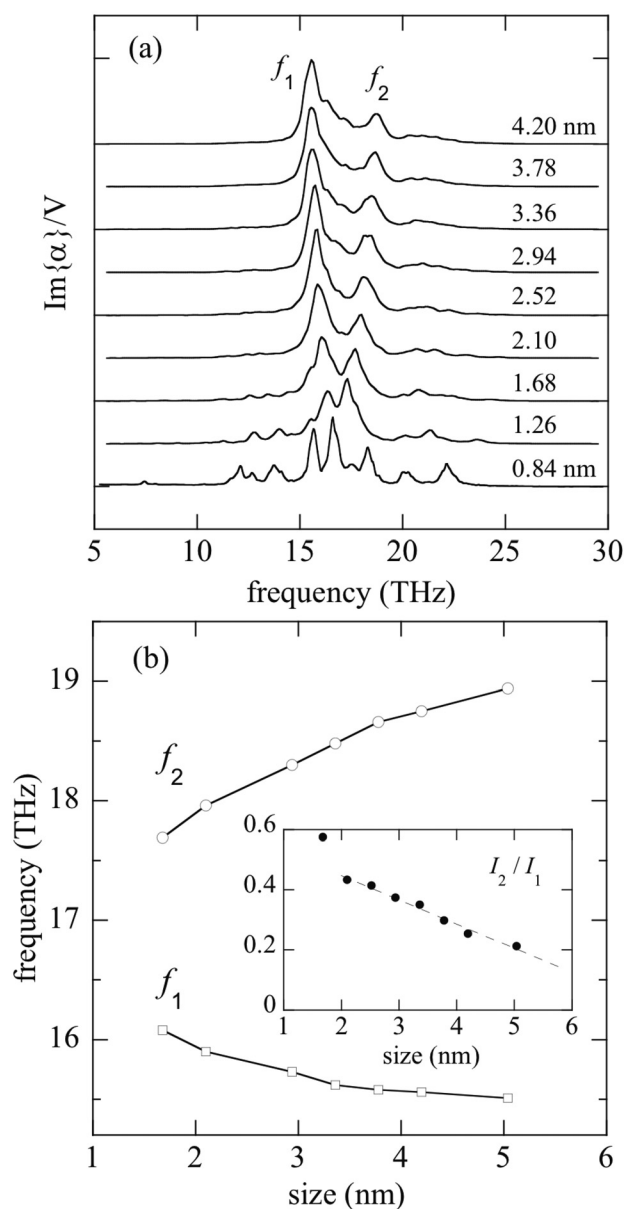 (a)
f1
f2
4.20 nm
3.78
3.36
2.94
2.52
2.10
1.68
1.26
0.84 nm
Im{α}/V
5 10 15 20 25 30
frequency (THz)
(b)
19
18
17
16
frequency (THz)
f2
f1
0.6
0.4
0.2
0
I2 / I1
1 2 3 4 5 6
size (nm)
1 2 3 4 5 6
size (nm)